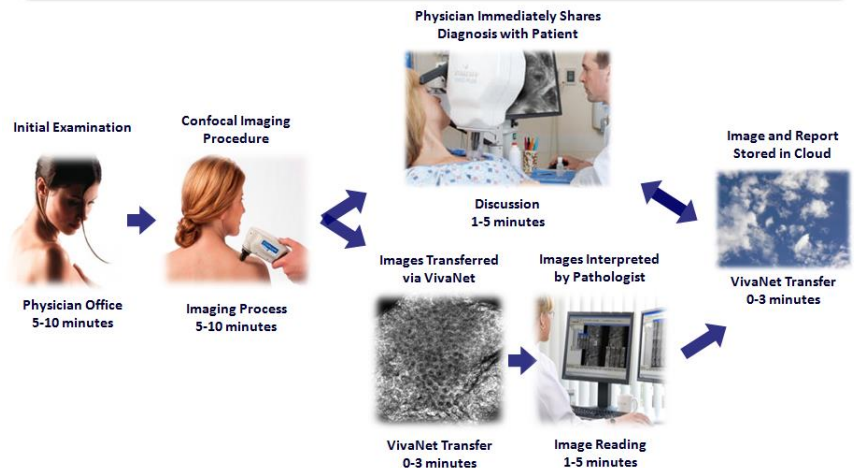 Physician Immediately Shares
Diagnosis with Patient
Initial Examination
Confocal Imaging
Procedure
Image and Report
Stored in Cloud
Discussion
1-5 minutes
Images Transferred
via VivaNet
Images Interpreted
by Pathologist
Physician Office
5-10 minutes
Imaging Process
5-10 minutes
VivaNet Transfer
0-3 minutes
VivaNet Transfer
0-3 minutes
Image Reading
1-5 minutes